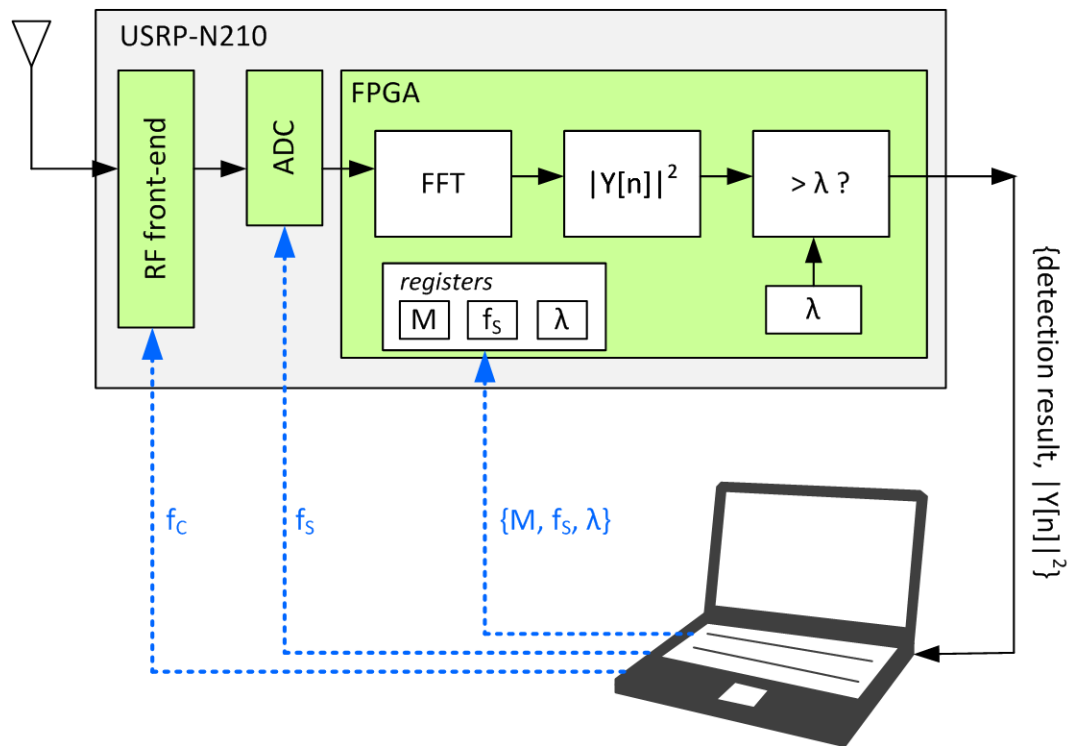 USRP-N210
RF front-end
ADC
FPGA
FFT
|Y[n]|²
> λ ?
λ
registers
M
fS
λ
{detection result, |Y[n]|²}
fC
fS
{M, fS, λ}